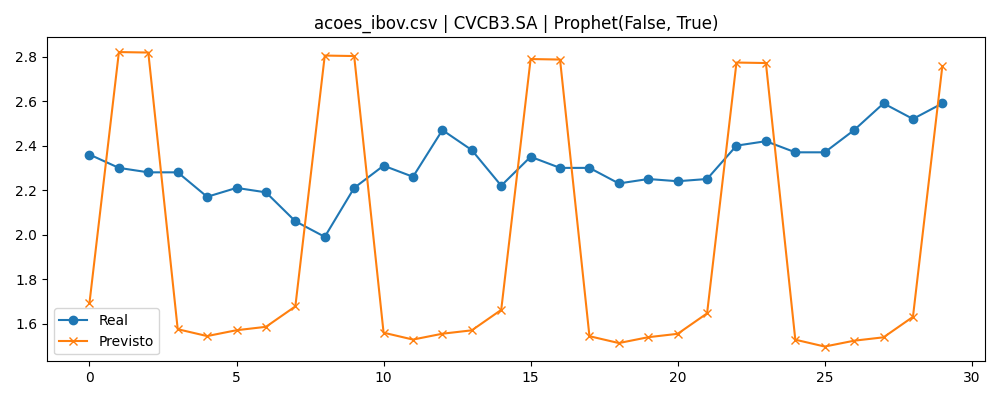 acoes_ibov.csv | CVCB3.SA | Prophet(False, True)
2.8
2.6
2.4
2.2
2.0
1.8
1.6
Real
Previsto
0 5 10 15 20 25 30